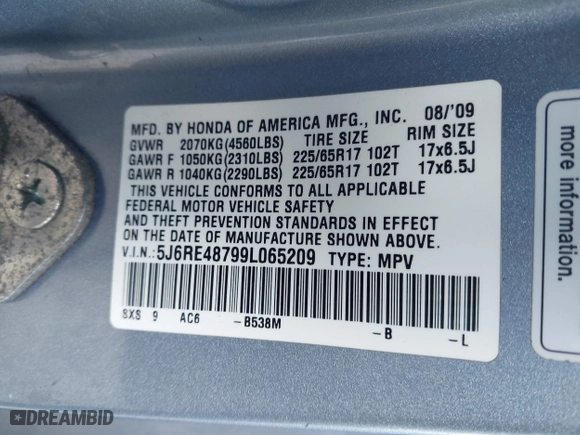 MFD. BY HONDA OF AMERICA MFG., INC. 08/'09
GVWR 2070KG(4560LBS) TIRE SIZE RIM SIZE
GAWR F 1050KG(2310LBS) 225/65R17 102T 17x6.5J
GAWR R 1040KG(2290LBS) 225/65R17 102T 17x6.5J
THIS VEHICLE CONFORMS TO ALL APPLICABLE
FEDERAL MOTOR VEHICLE SAFETY
AND THEFT PREVENTION STANDARDS IN EFFECT
ON THE DATE OF MANUFACTURE SHOWN ABOVE.
V.I.N.:5J6RE48799L065209 TYPE: MPV
SXS 9 AC6 -B538M -B -L
more information.
DREAMBID